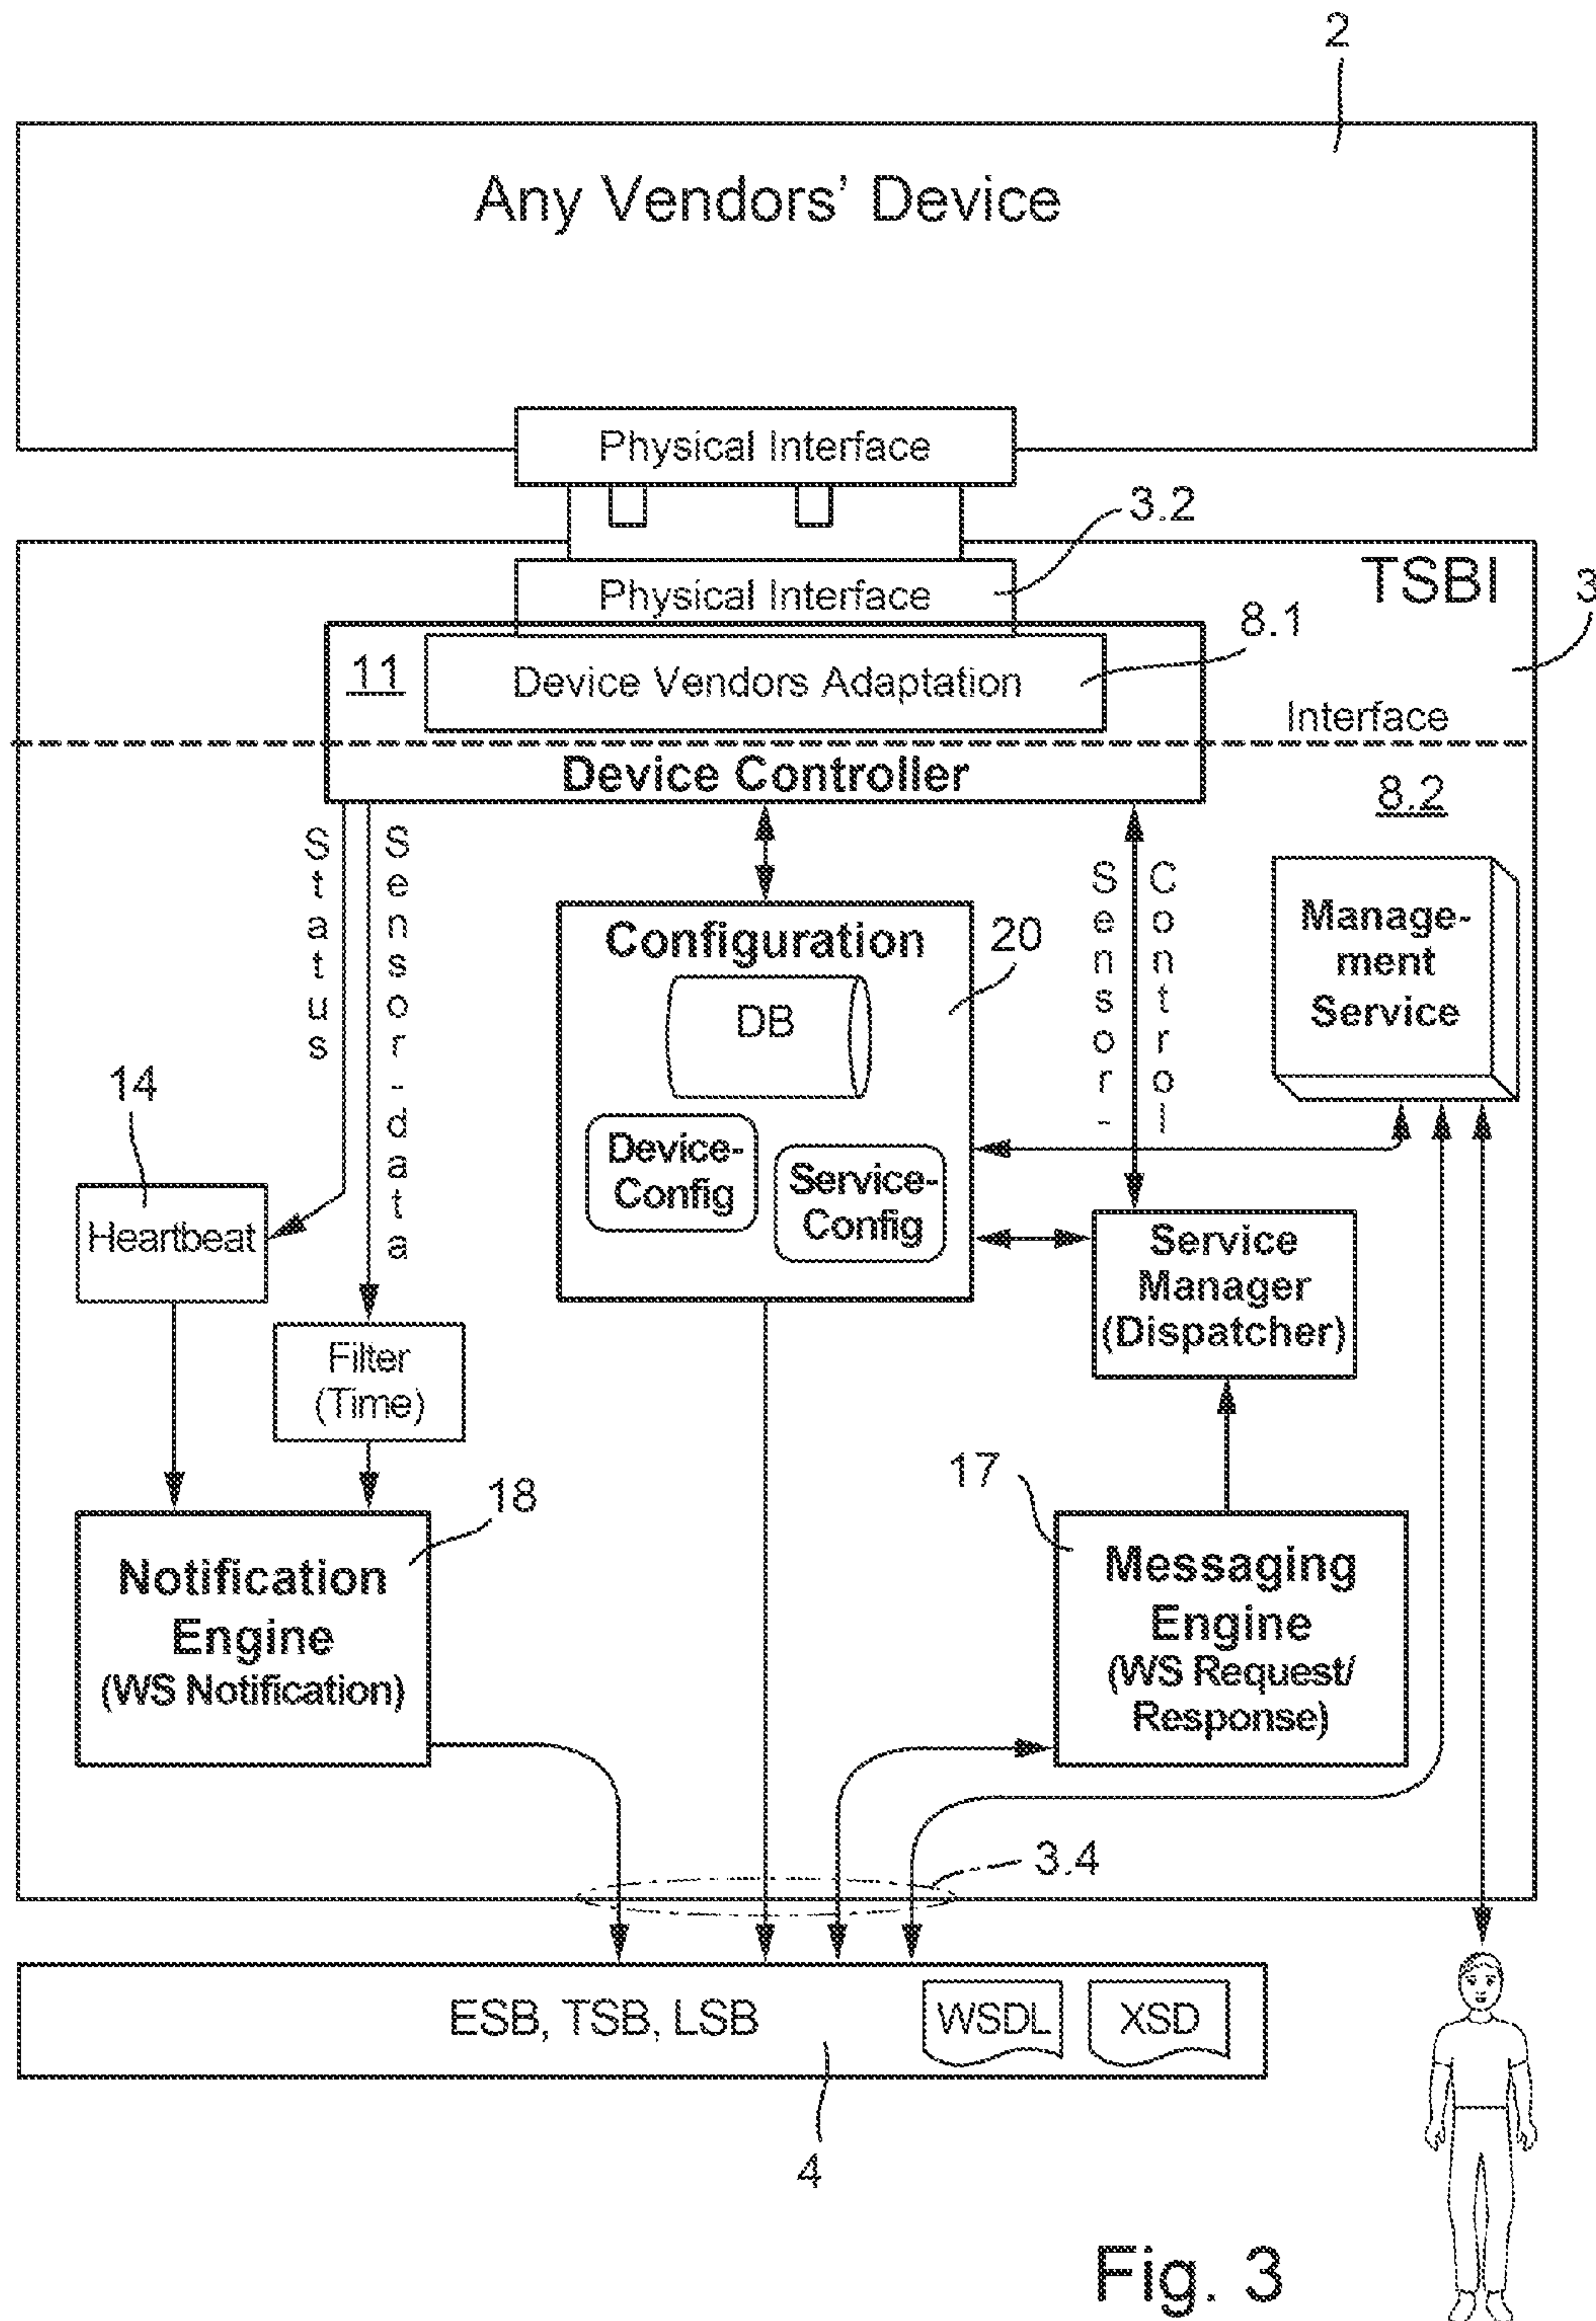 2
Any Vendors' Device
Physical Interface
3.2
Physical Interface
TSBI
3
8.1
11
Device Vendors Adaptation
Interface
Device Controller
8.2
Status
Sensor-data
Sensor-
Control
Manage-
ment
Service
Configuration
20
DB
14
Device-
Config
Service-
Config
Heartbeat
Service
Manager
(Dispatcher)
Filter
(Time)
18
17
Notification
Engine
(WS Notification)
Messaging
Engine
(WS Request/
Response)
3.4
ESB, TSB, LSB
WSDL
XSD
4
Fig. 3